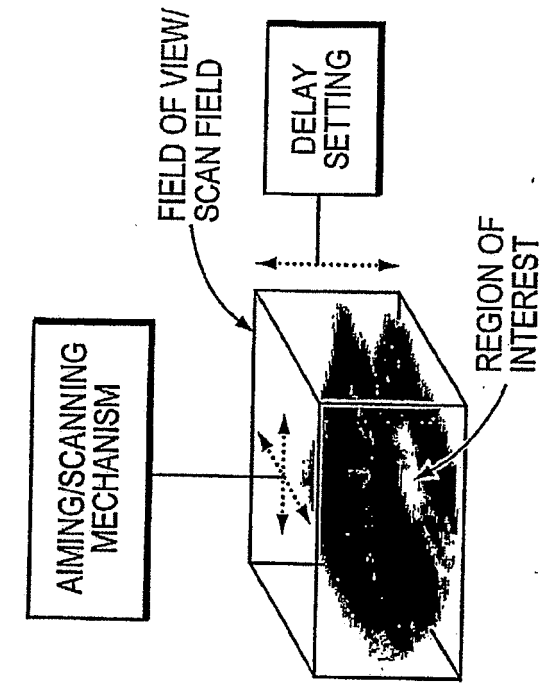 AIMING/SCANNING
MECHANISM
FIELD OF VIEW/
SCAN FIELD
DELAY
SETTING
REGION OF
INTEREST